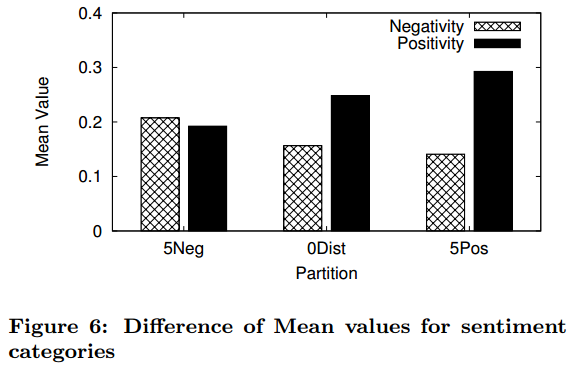 0.4
Negativity
Positivity
0.3
0.2
0.1
0
Mean Value
5Neg 0Dist 5Pos
Partition
Figure 6: Difference of Mean values for sentiment
categories